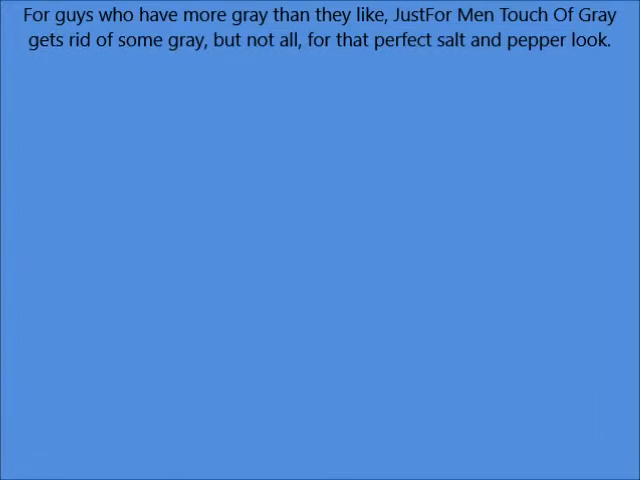 For guys who have more gray than they like, JustFor Men Touch Of Gray
gets rid of some gray, but not all, for that perfect salt and pepper look.